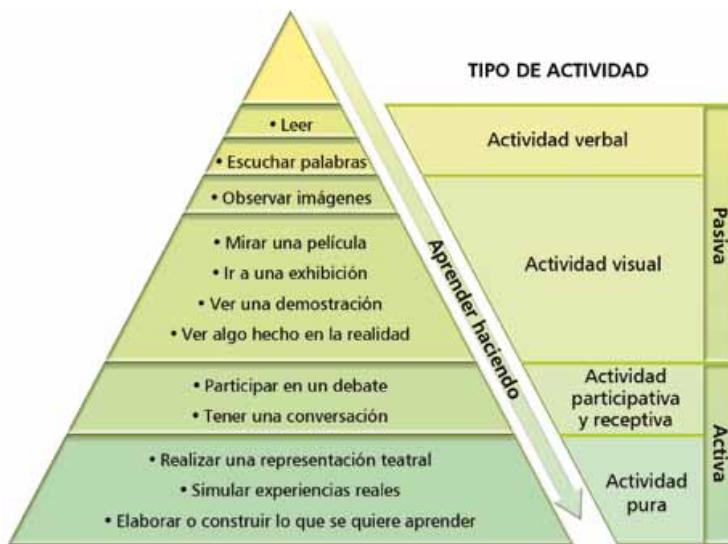 TIPO DE ACTIVIDAD
• Leer
• Escuchar palabras
• Observar imágenes
• Mirar una película
• Ir a una exhibición
• Ver una demostración
• Ver algo hecho en la realidad
• Participar en un debate
• Tener una conversación
• Realizar una representación teatral
• Simular experiencias reales
• Elaborar o construir lo que se quiere aprender
Aprender haciendo
Actividad verbal
Actividad visual
Actividad
participativa
y receptiva
Actividad
pura
Pasiva
Activa